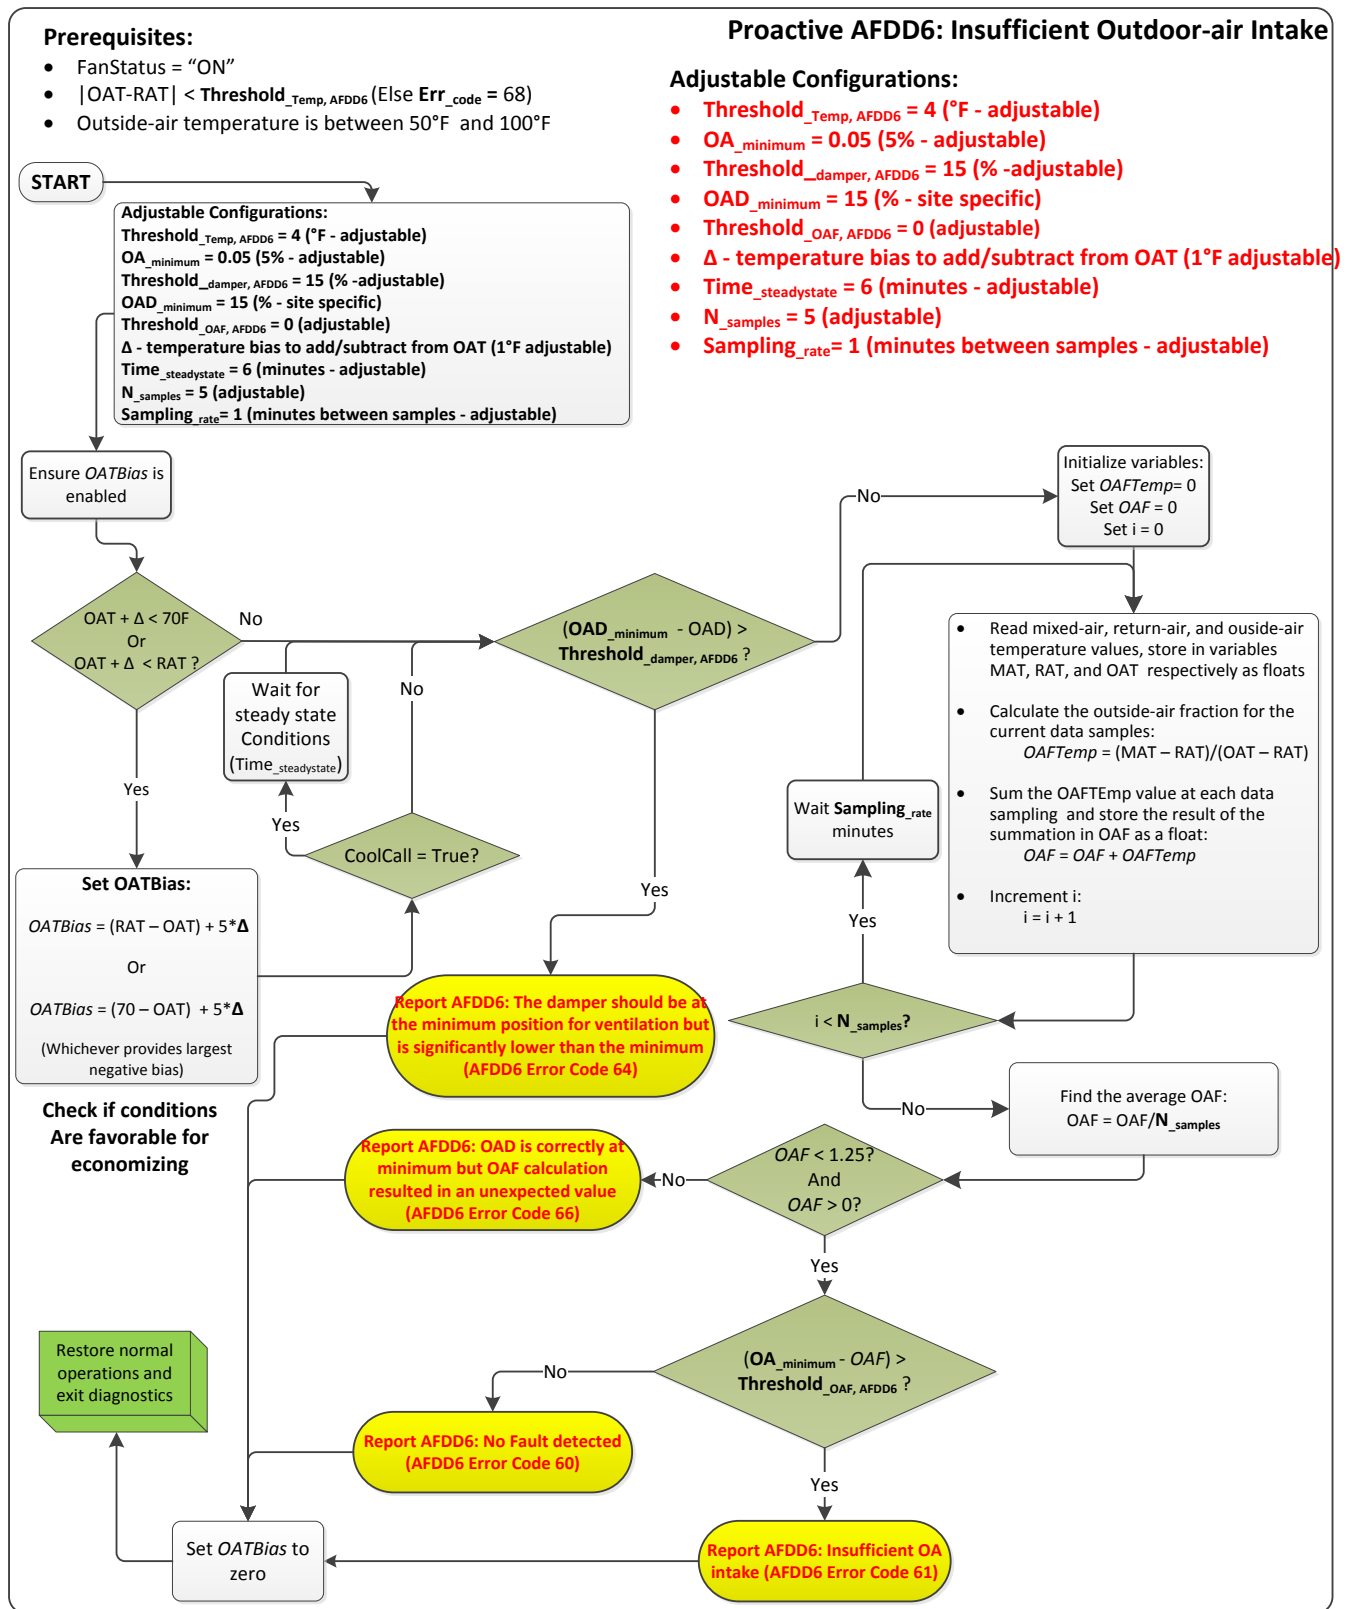 Proactive AFDD6: Insufficient Outdoor-air Intake
Prerequisites:
• FanStatus = “ON”
• |OAT-RAT| < Threshold_Temp, AFDD6 (Else Err_code = 68)
• Outside-air temperature is between 50°F and 100°F
Adjustable Configurations:
• Threshold_Temp, AFDD6 = 4 (°F - adjustable)
• OA_minimum = 0.05 (5% - adjustable)
• Threshold_damper, AFDD6 = 15 (% -adjustable)
• OAD_minimum = 15 (% - site specific)
• Threshold_OAF, AFDD6 = 0 (adjustable)
• Δ - temperature bias to add/subtract from OAT (1°F adjustable)
• Time_steadystate = 6 (minutes - adjustable)
• N_samples = 5 (adjustable)
• Sampling_rate= 1 (minutes between samples - adjustable)
START
Adjustable Configurations:
Threshold_Temp, AFDD6 = 4 (°F - adjustable)
OA_minimum = 0.05 (5% - adjustable)
Threshold_damper, AFDD6 = 15 (% -adjustable)
OAD_minimum = 15 (% - site specific)
Threshold_OAF, AFDD6 = 0 (adjustable)
Δ - temperature bias to add/subtract from OAT (1°F adjustable)
Time_steadystate = 6 (minutes - adjustable)
N_samples = 5 (adjustable)
Sampling_rate= 1 (minutes between samples - adjustable)
Ensure OATBias is
enabled
OAT + Δ < 70F
Or
OAT + Δ < RAT ?
No
Yes
Set OATBias:
OATBias = (RAT – OAT) + 5*Δ
Or
OATBias = (70 – OAT) + 5*Δ
(Whichever provides largest
negative bias)
Check if conditions
Are favorable for
economizing
Wait for
steady state
Conditions
(Time_steadystate)
Yes
No
CoolCall = True?
(OAD_minimum - OAD) >
Threshold_damper, AFDD6 ?
No
Yes
Initialize variables:
Set OAFTemp= 0
Set OAF = 0
Set i = 0
• Read mixed-air, return-air, and ouside-air
temperature values, store in variables
MAT, RAT, and OAT respectively as floats
• Calculate the outside-air fraction for the
current data samples:
OAFTemp = (MAT – RAT)/(OAT – RAT)
• Sum the OAFTEmp value at each data
sampling and store the result of the
summation in OAF as a float:
OAF = OAF + OAFTemp
• Increment i:
i = i + 1
Wait Sampling_rate
minutes
Yes
i < N_samples?
No
Find the average OAF:
OAF = OAF/N_samples
Report AFDD6: The damper should be at
the minimum position for ventilation but
is significantly lower than the minimum
(AFDD6 Error Code 64)
OAF < 1.25?
And
OAF > 0?
No
Report AFDD6: OAD is correctly at
minimum but OAF calculation
resulted in an unexpected value
(AFDD6 Error Code 66)
Yes
(OA_minimum - OAF) >
Threshold_OAF, AFDD6 ?
No
Report AFDD6: No Fault detected
(AFDD6 Error Code 60)
Yes
Report AFDD6: Insufficient OA
intake (AFDD6 Error Code 61)
Set OATBias to
zero
Restore normal
operations and
exit diagnostics